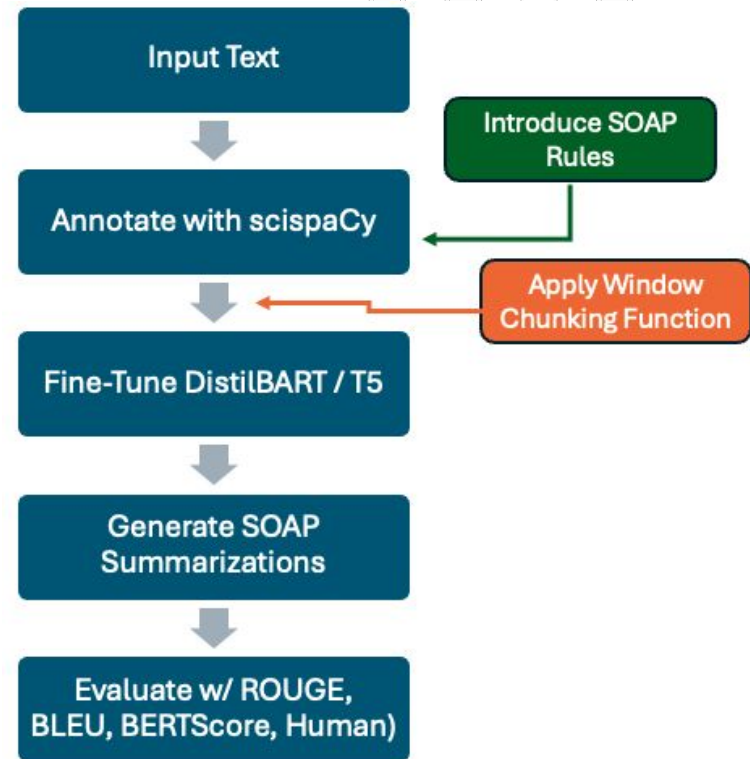 Input Text
Introduce SOAP
Rules
Annotate with scispaCy
Apply Window
Chunking Function
Fine-Tune DistilBART / T5
Generate SOAP
Summarizations
Evaluate w/ ROUGE,
BLEU, BERTScore, Human)